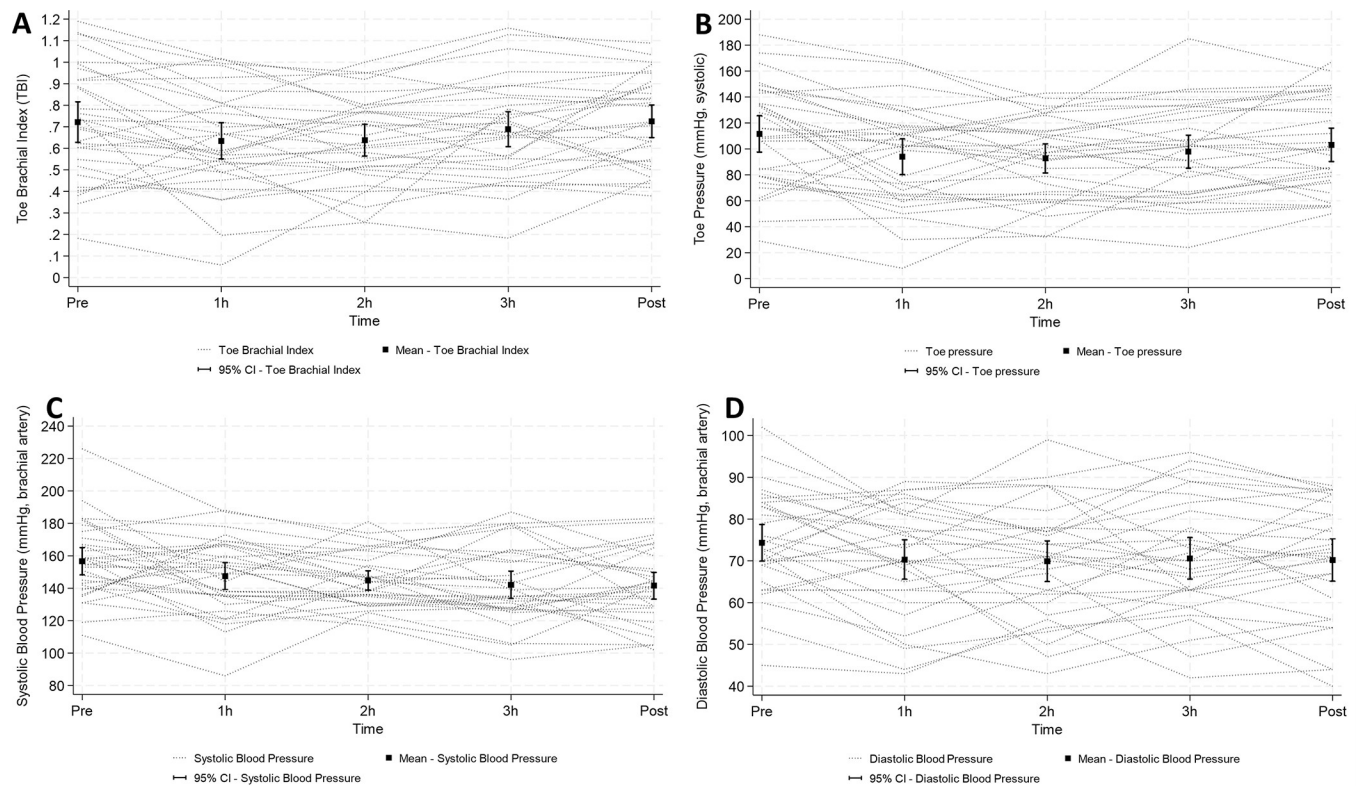 A
Toe Brachial Index (TBI)
1.2
1.1
1
.9
.8
.7
.6
.5
.4
.3
.2
.1
0
Pre 1h 2h 3h Post
Time
Toe Brachial Index Mean - Toe Brachial Index
95% CI - Toe Brachial Index
B
Toe Pressure (mmHg, systolic)
200
180
160
140
120
100
80
60
40
20
0
Pre 1h 2h 3h Post
Time
Toe pressure Mean - Toe pressure
95% CI - Toe pressure
C
Systolic Blood Pressure (mmHg, brachial artery)
240
220
200
180
160
140
120
100
80
Pre 1h 2h 3h Post
Time
Systolic Blood Pressure Mean - Systolic Blood Pressure
95% CI - Systolic Blood Pressure
D
Diastolic Blood Pressure (mmHg, brachial artery)
100
90
80
70
60
50
40
Pre 1h 2h 3h Post
Time
Diastolic Blood Pressure Mean - Diastolic Blood Pressure
95% CI - Diastolic Blood Pressure